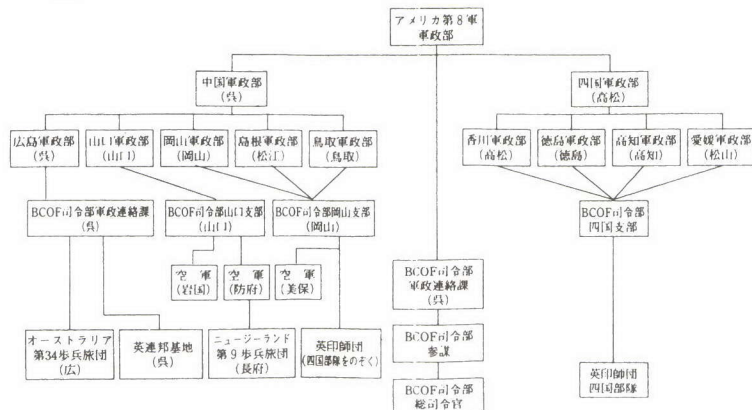 アメリカ第8軍
軍政部
中国軍政部
(呉)
四国軍政部
(高松)
広島軍政部
(呉)
山口軍政部
(山口)
岡山軍政部
(岡山)
島根軍政部
(松江)
鳥取軍政部
(鳥取)
香川軍政部
(高松)
徳島軍政部
(徳島)
高知軍政部
(高知)
愛媛軍政部
(松山)
BCOF司令部軍政連絡課
(呉)
BCOF司令部山口支部
(山口)
BCOF司令部岡山支部
(岡山)
BCOF司令部
四国支部
空軍
(岩国)
空軍
(防府)
空軍
(美保)
BCOF司令部
軍政連絡課
(呉)
オーストラリア
第34歩兵旅団
(広)
英連邦基地
(呉)
ニュージーランド
第9歩兵旅団
(長府)
英印師団
(四国部隊をのぞく)
BCOF司令部
参謀
英印師団
四国部隊
BCOF司令部
総司令官